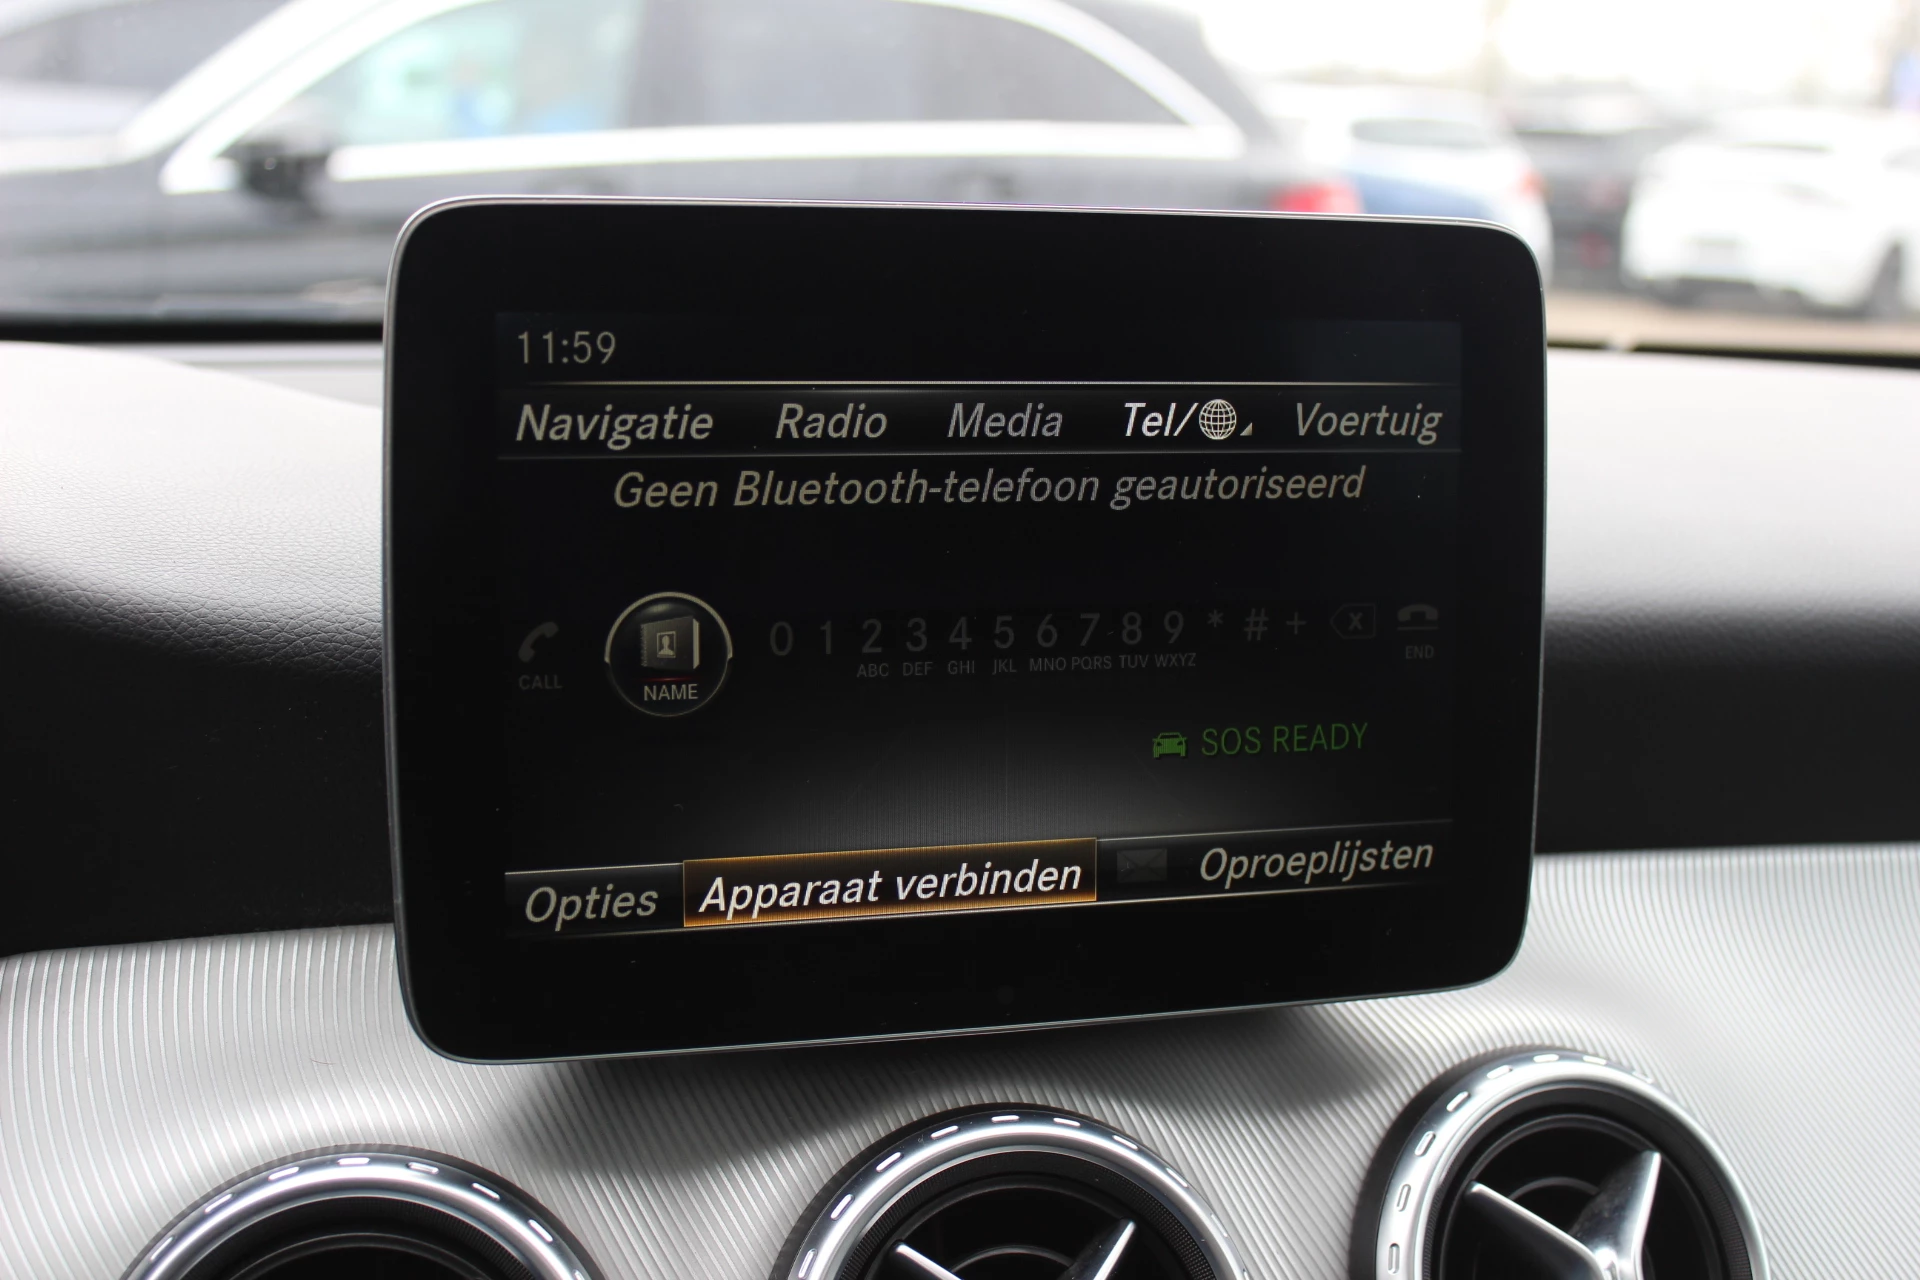 11:59
Navigatie Radio Media Tel/ Voertuig
Geen Bluetooth-telefoon geautoriseerd
0 1 2 3 4 5 6 7 8 9 * # + X
ABC DEF GHI JKL MNO PQRS TUV WXYZ
CALL NAME END
SOS READY
Opties Apparaat verbinden Oproeplijsten